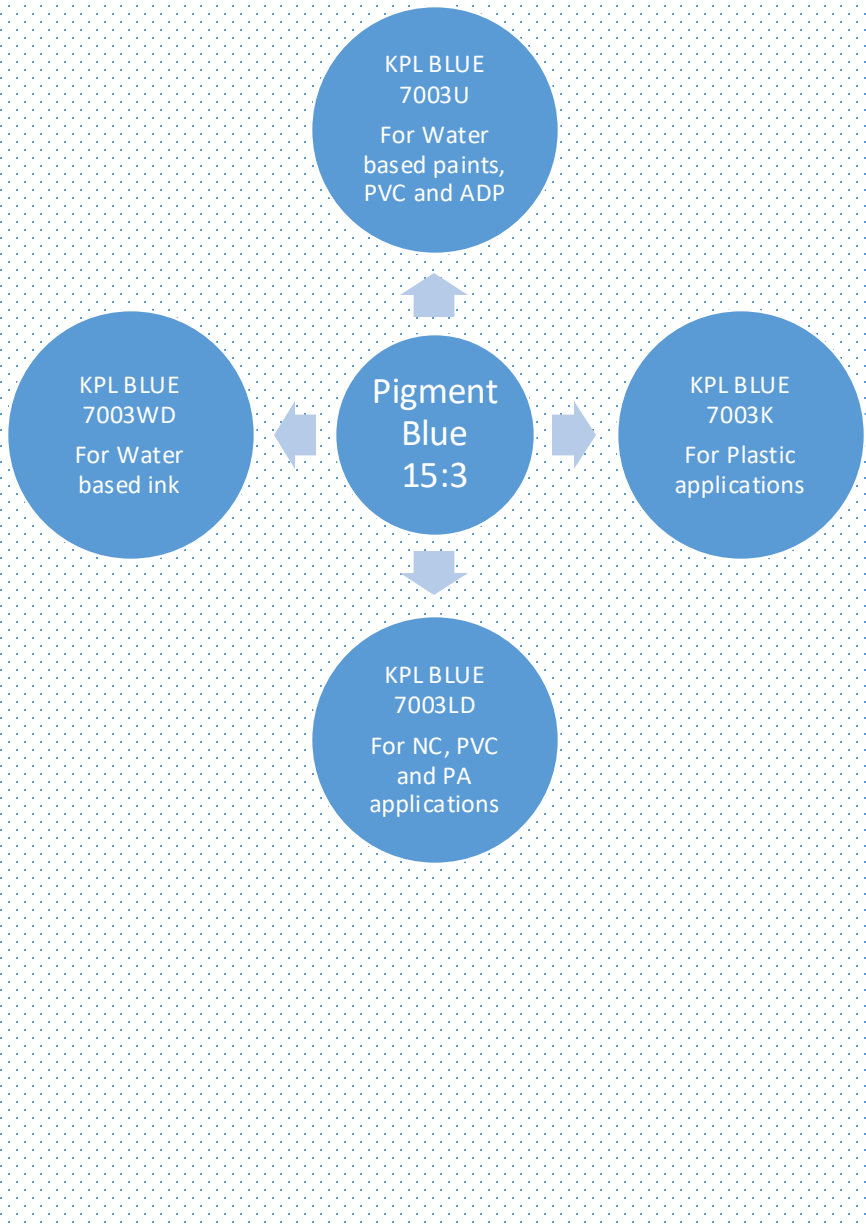 KPL BLUE
7003U
For Water
based paints,
PVC and ADP
KPL BLUE
7003WD
For Water
based ink
Pigment
Blue
15:3
KPL BLUE
7003K
For Plastic
applications
KPL BLUE
7003LD
For NC, PVC
and PA
applications